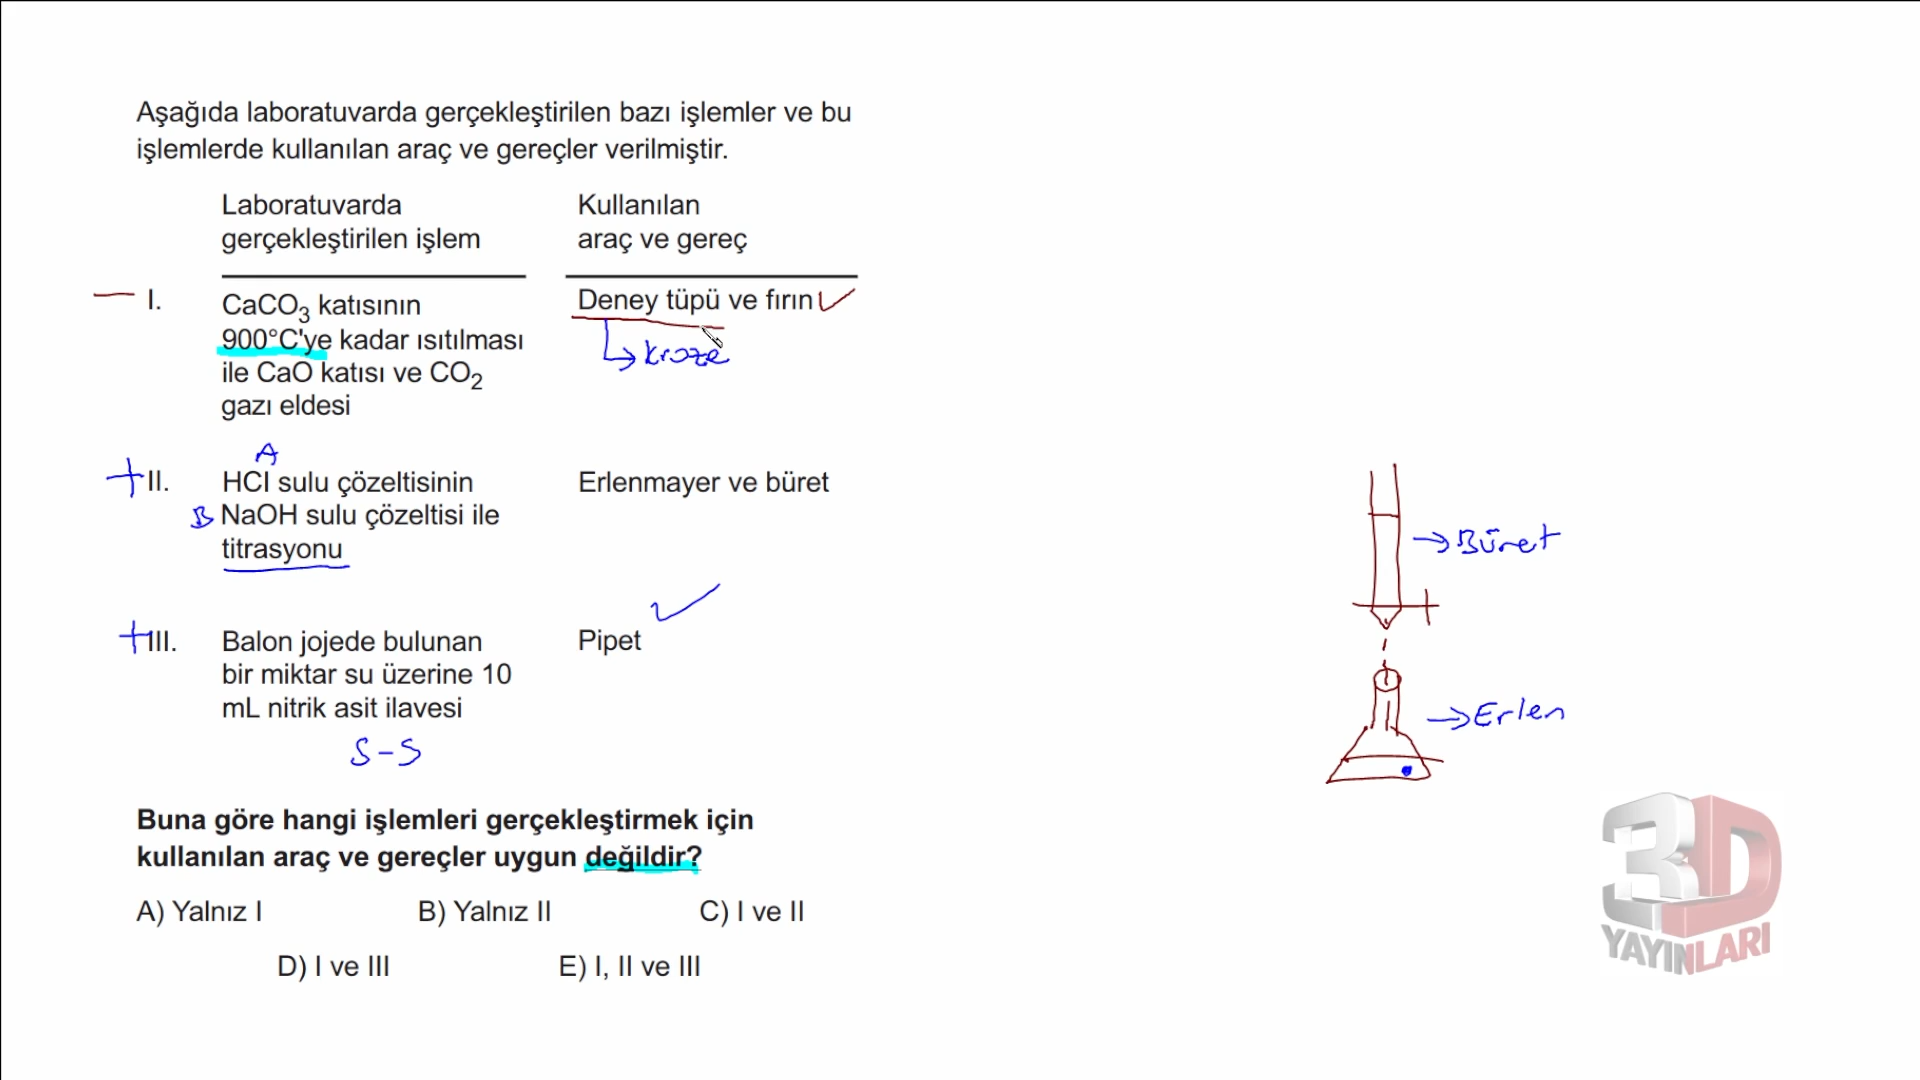 Aşağıda laboratuvarda gerçekleştirilen bazı işlemler ve bu
işlemlerde kullanılan araç ve gereçler verilmiştir.
Laboratuvarda
gerçekleştirilen işlem
Kullanılan
araç ve gereç
I.
CaCO3 katısının
900°C'ye kadar ısıtılması
ile CaO katısı ve CO2
gazı eldesi
Deney tüpü ve fırın
kroze
A
II.
HCI sulu çözeltisinin
B NaOH sulu çözeltisi ile
titrasyonu
Erlenmayer ve büret
III.
Balon jojede bulunan
bir miktar su üzerine 10
mL nitrik asit ilavesi
Pipet
S-S
Büret
Erlen
Buna göre hangi işlemleri gerçekleştirmek için
kullanılan araç ve gereçler uygun değildir?
A) Yalnız I
B) Yalnız II
C) I ve II
D) I ve III
E) I, II ve III
3D
YAYINLARI